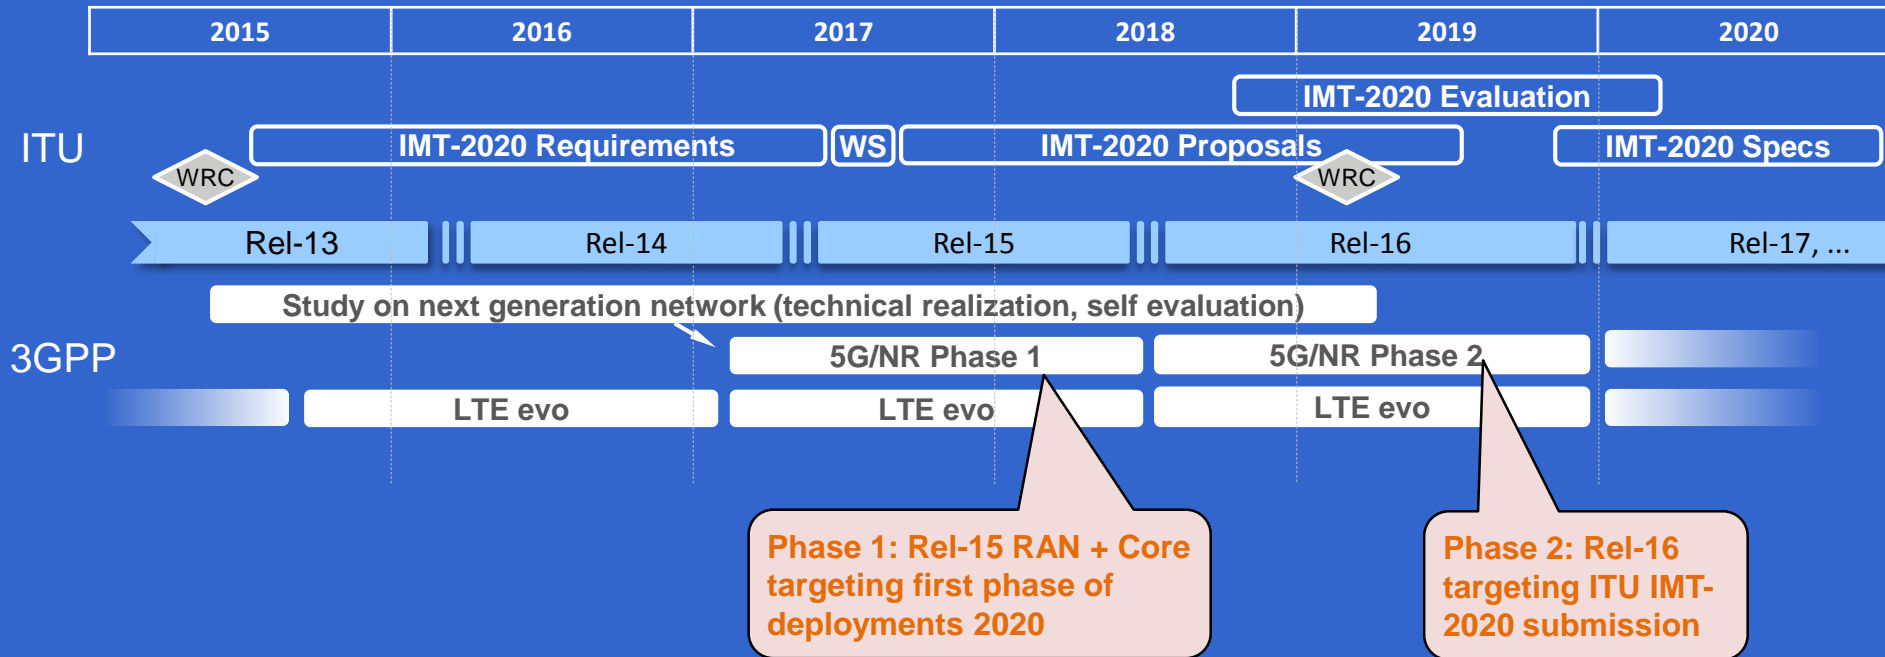 2015 2016 2017 2018 2019 2020
IMT-2020 Evaluation
ITU
IMT-2020 Requirements WS IMT-2020 Proposals IMT-2020 Specs
WRC WRC
Rel-13 Rel-14 Rel-15 Rel-16 Rel-17, ...
Study on next generation network (technical realization, self evaluation)
3GPP
5G/NR Phase 1 5G/NR Phase 2
LTE evo LTE evo LTE evo
Phase 1: Rel-15 RAN + Core
targeting first phase of
deployments 2020
Phase 2: Rel-16
targeting ITU IMT-
2020 submission